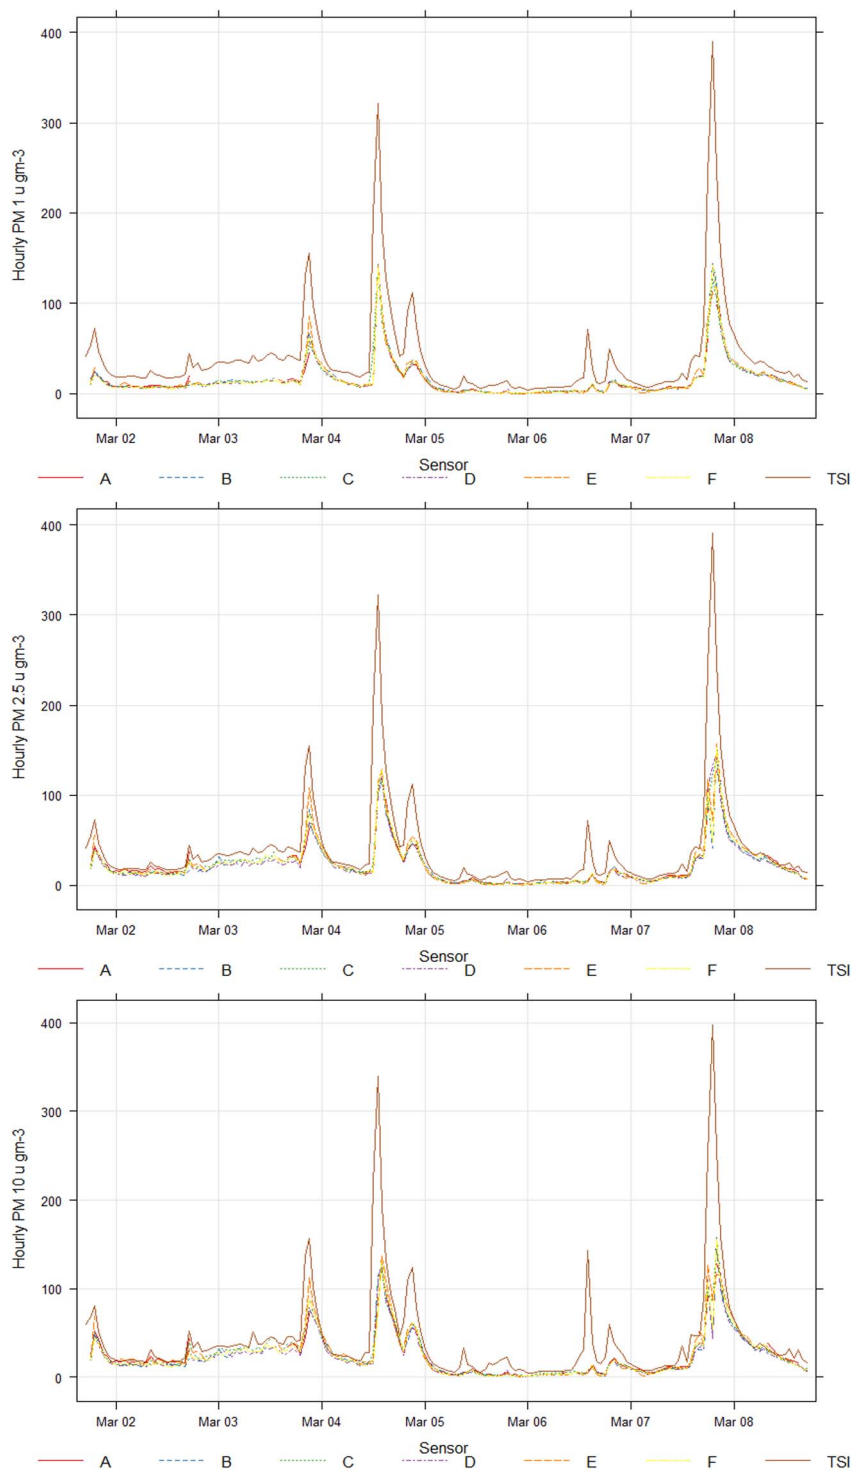 400
300
200
100
0
Hourly PM 1 u gm-3
Mar 02 Mar 03 Mar 04 Mar 05 Mar 06 Mar 07 Mar 08
Sensor
A B C D E F TSI
400
300
200
100
0
Hourly PM 2.5 u gm-3
Mar 02 Mar 03 Mar 04 Mar 05 Mar 06 Mar 07 Mar 08
Sensor
A B C D E F TSI
400
300
200
100
0
Hourly PM 10 u gm-3
Mar 02 Mar 03 Mar 04 Mar 05 Mar 06 Mar 07 Mar 08
Sensor
A B C D E F TSI